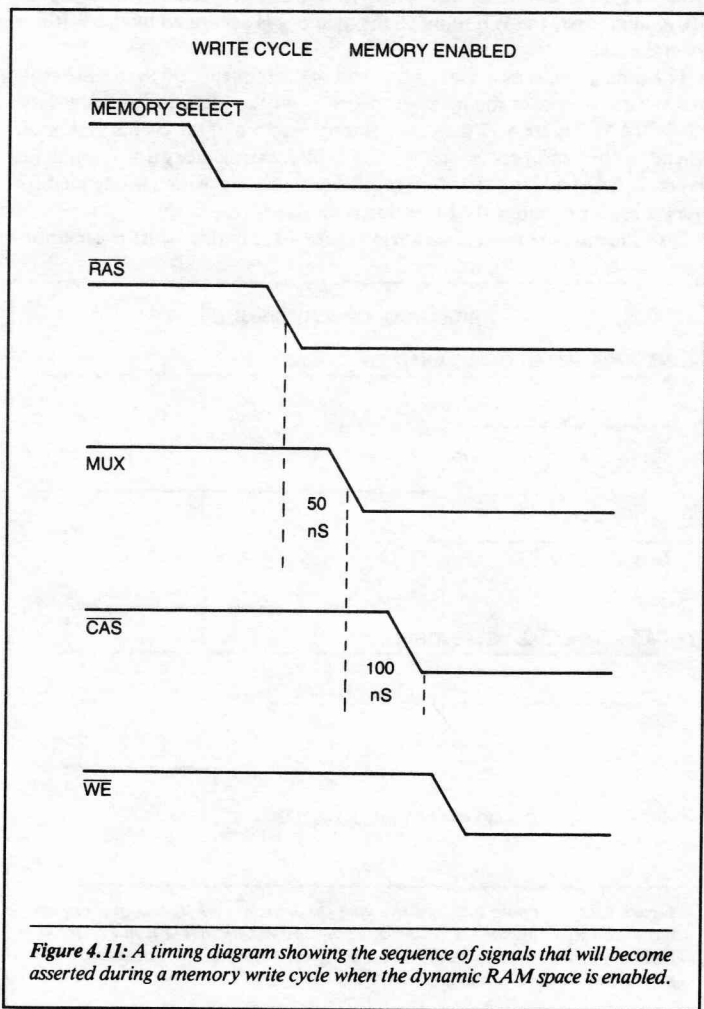 WRITE CYCLE MEMORY ENABLED
MEMORY SELECT
RAS
MUX
50
nS
CAS
100
nS
WE
Figure 4.11: A timing diagram showing the sequence of signals that will become
asserted during a memory write cycle when the dynamic RAM space is enabled.